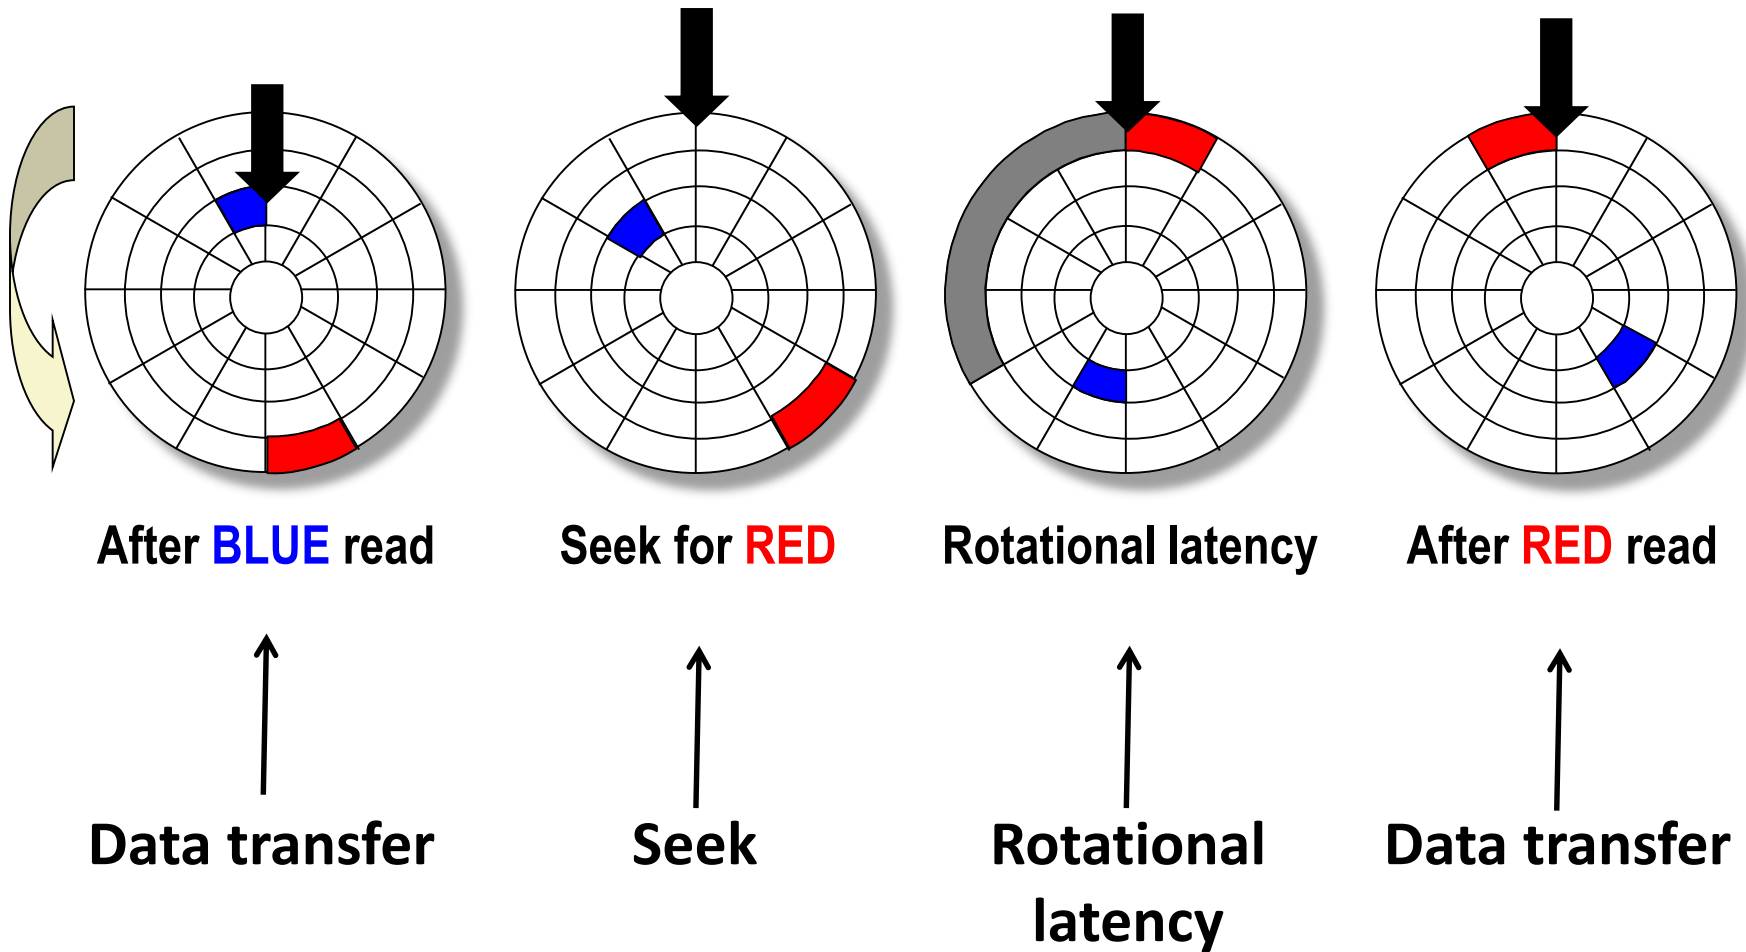 After BLUE read
Seek for RED
Rotational latency
After RED read
Data transfer
Seek
Rotational
latency
Data transfer